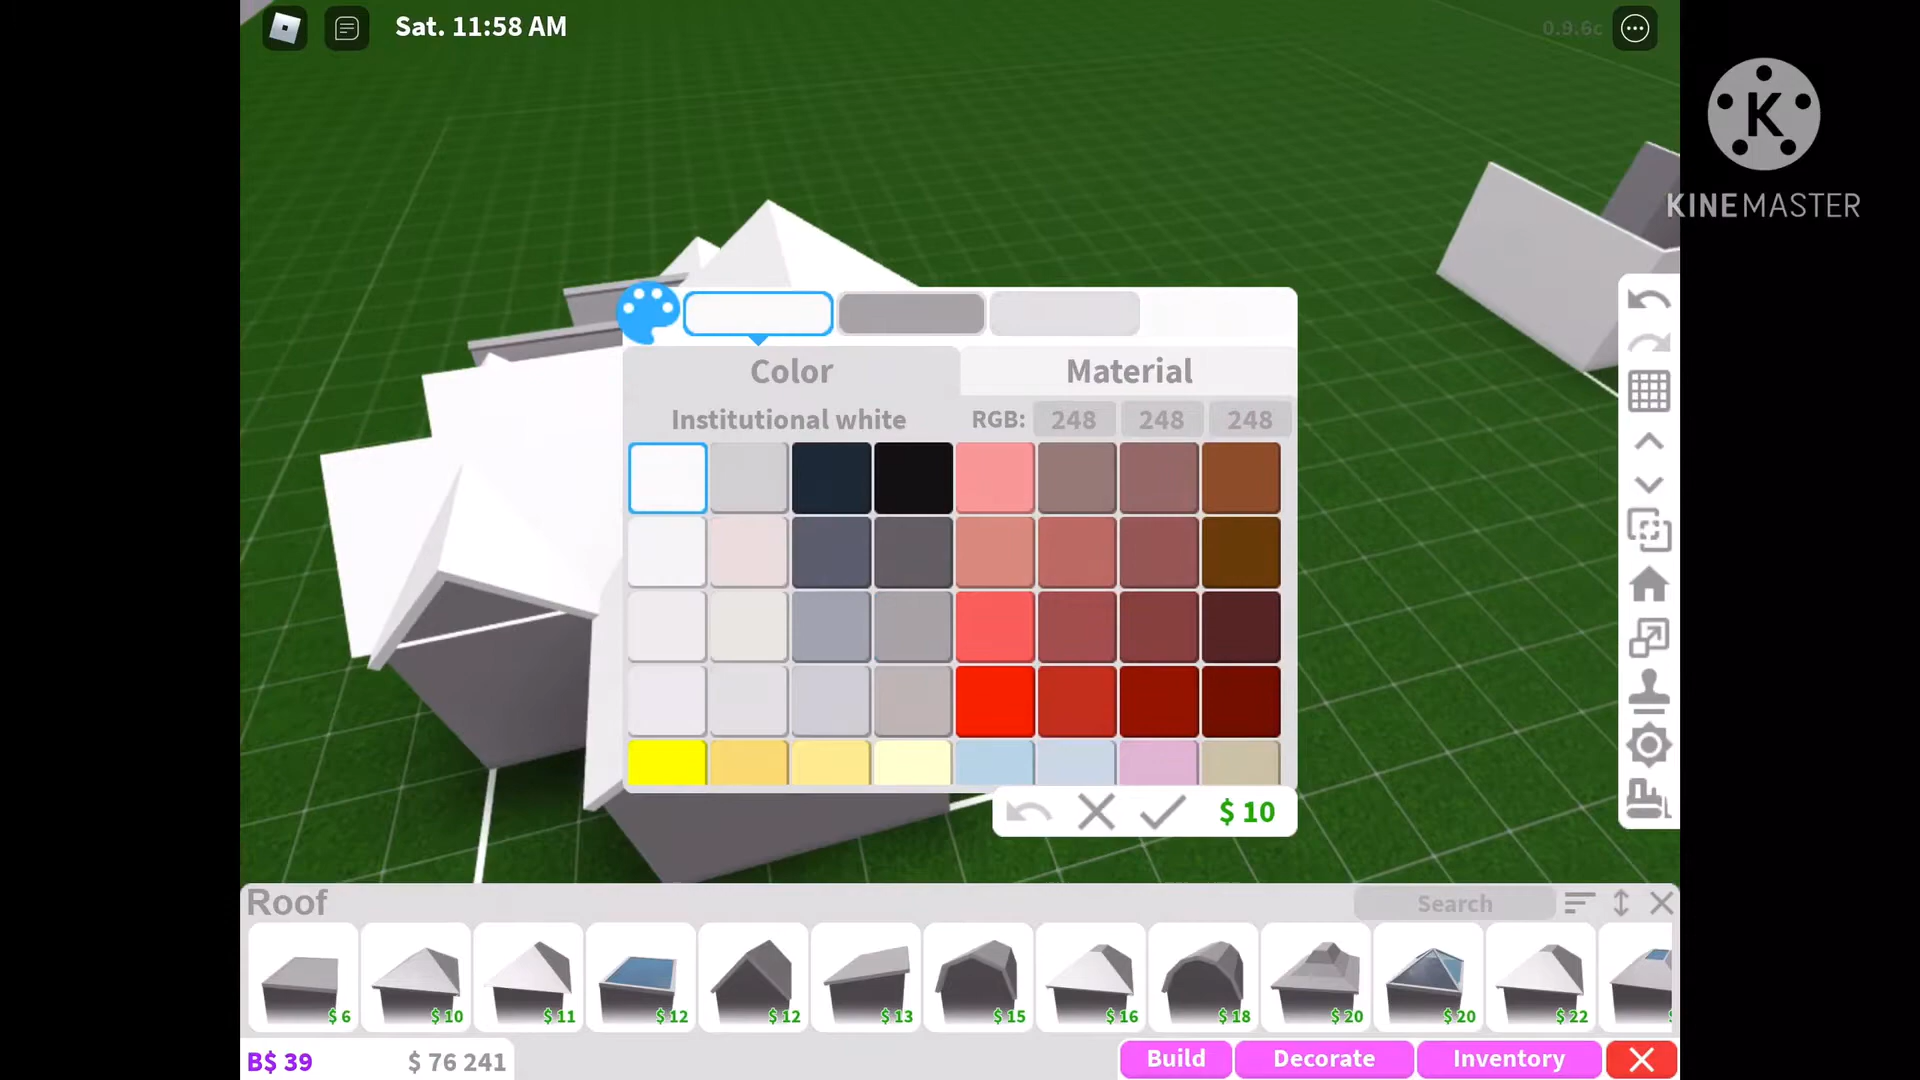 Sat. 11:58 AM
0.9.6c
K
KINEMASTER
Color
Material
Institutional white
RGB: 248 248 248
$ 10
Roof
Search
$ 6
$ 10
$ 11
$ 12
$ 12
$ 13
$ 15
$ 16
$ 18
$ 20
$ 20
$ 22
B$ 39
$ 76 241
Build
Decorate
Inventory